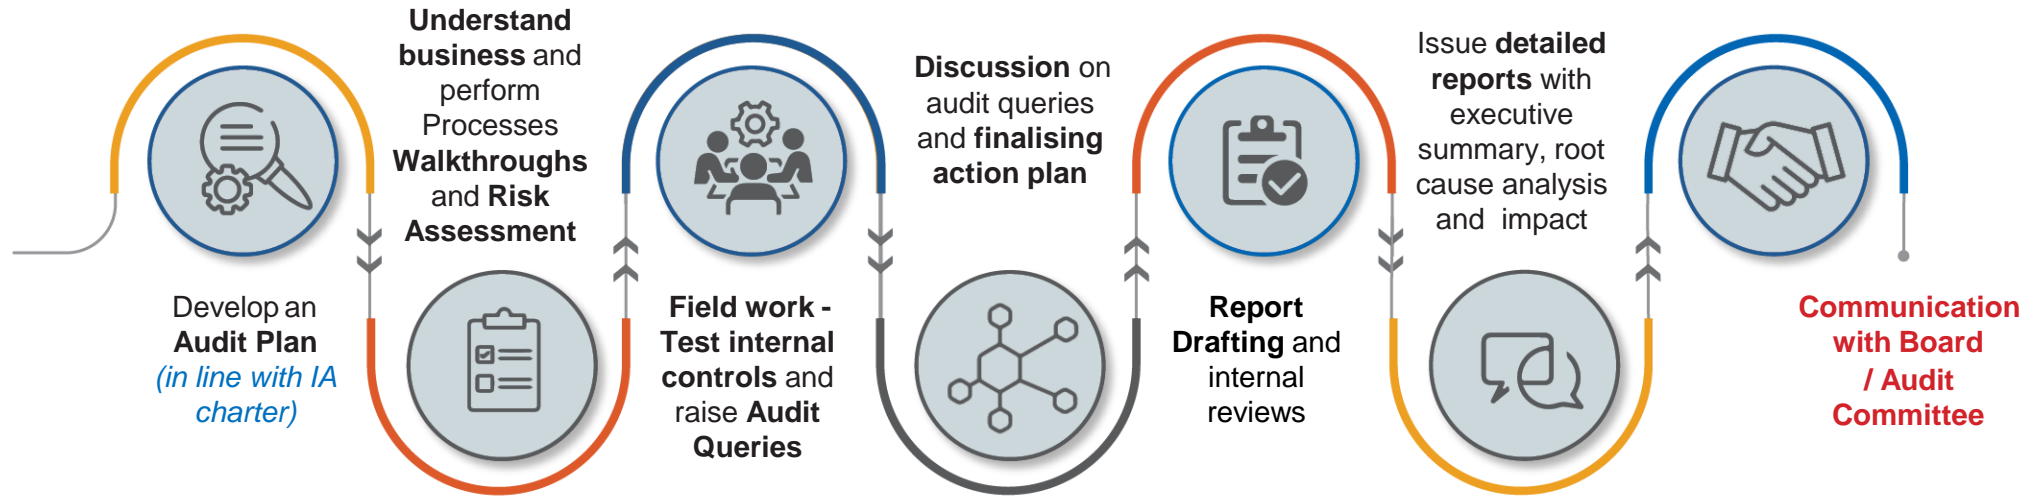 Develop an
Audit Plan
(in line with IA
charter)
Understand
business and
perform
Processes
Walkthroughs
and Risk
Assessment
Field work -
Test internal
controls and
raise Audit
Queries
Discussion on
audit queries
and finalising
action plan
Report
Drafting and
internal
reviews
Issue detailed
reports with
executive
summary, root
cause analysis
and impact
Communication
with Board
/ Audit
Committee